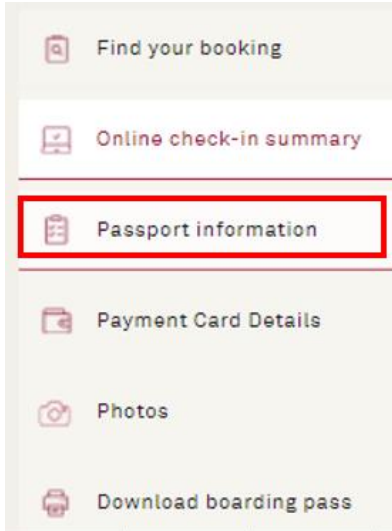 Find your booking
Online check-in summary
Passport information
Payment Card Details
Photos
Download boarding pass